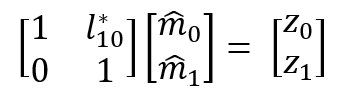 [1 l*₁₀] [m̂₀] = [z₀]
[0 1] [m̂₁] [z₁]